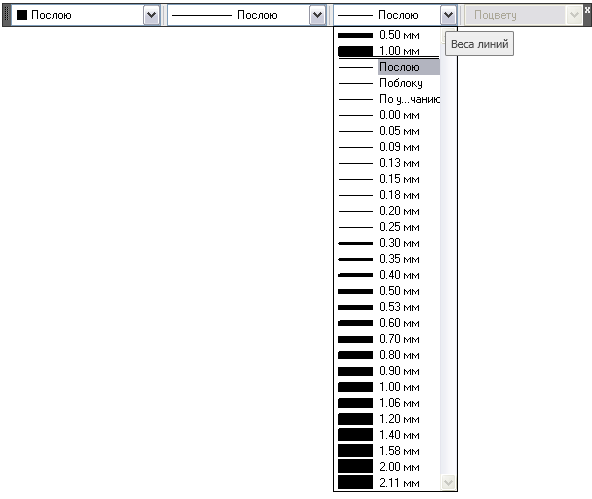 Послою Послою Послою Поцвету
0.50 мм
Веса линий
1.00 мм
Послою
Поблоку
По у...чанию
0.00 мм
0.05 мм
0.09 мм
0.13 мм
0.15 мм
0.18 мм
0.20 мм
0.25 мм
0.30 мм
0.35 мм
0.40 мм
0.50 мм
0.53 мм
0.60 мм
0.70 мм
0.80 мм
0.90 мм
1.00 мм
1.06 мм
1.20 мм
1.40 мм
1.58 мм
2.00 мм
2.11 мм